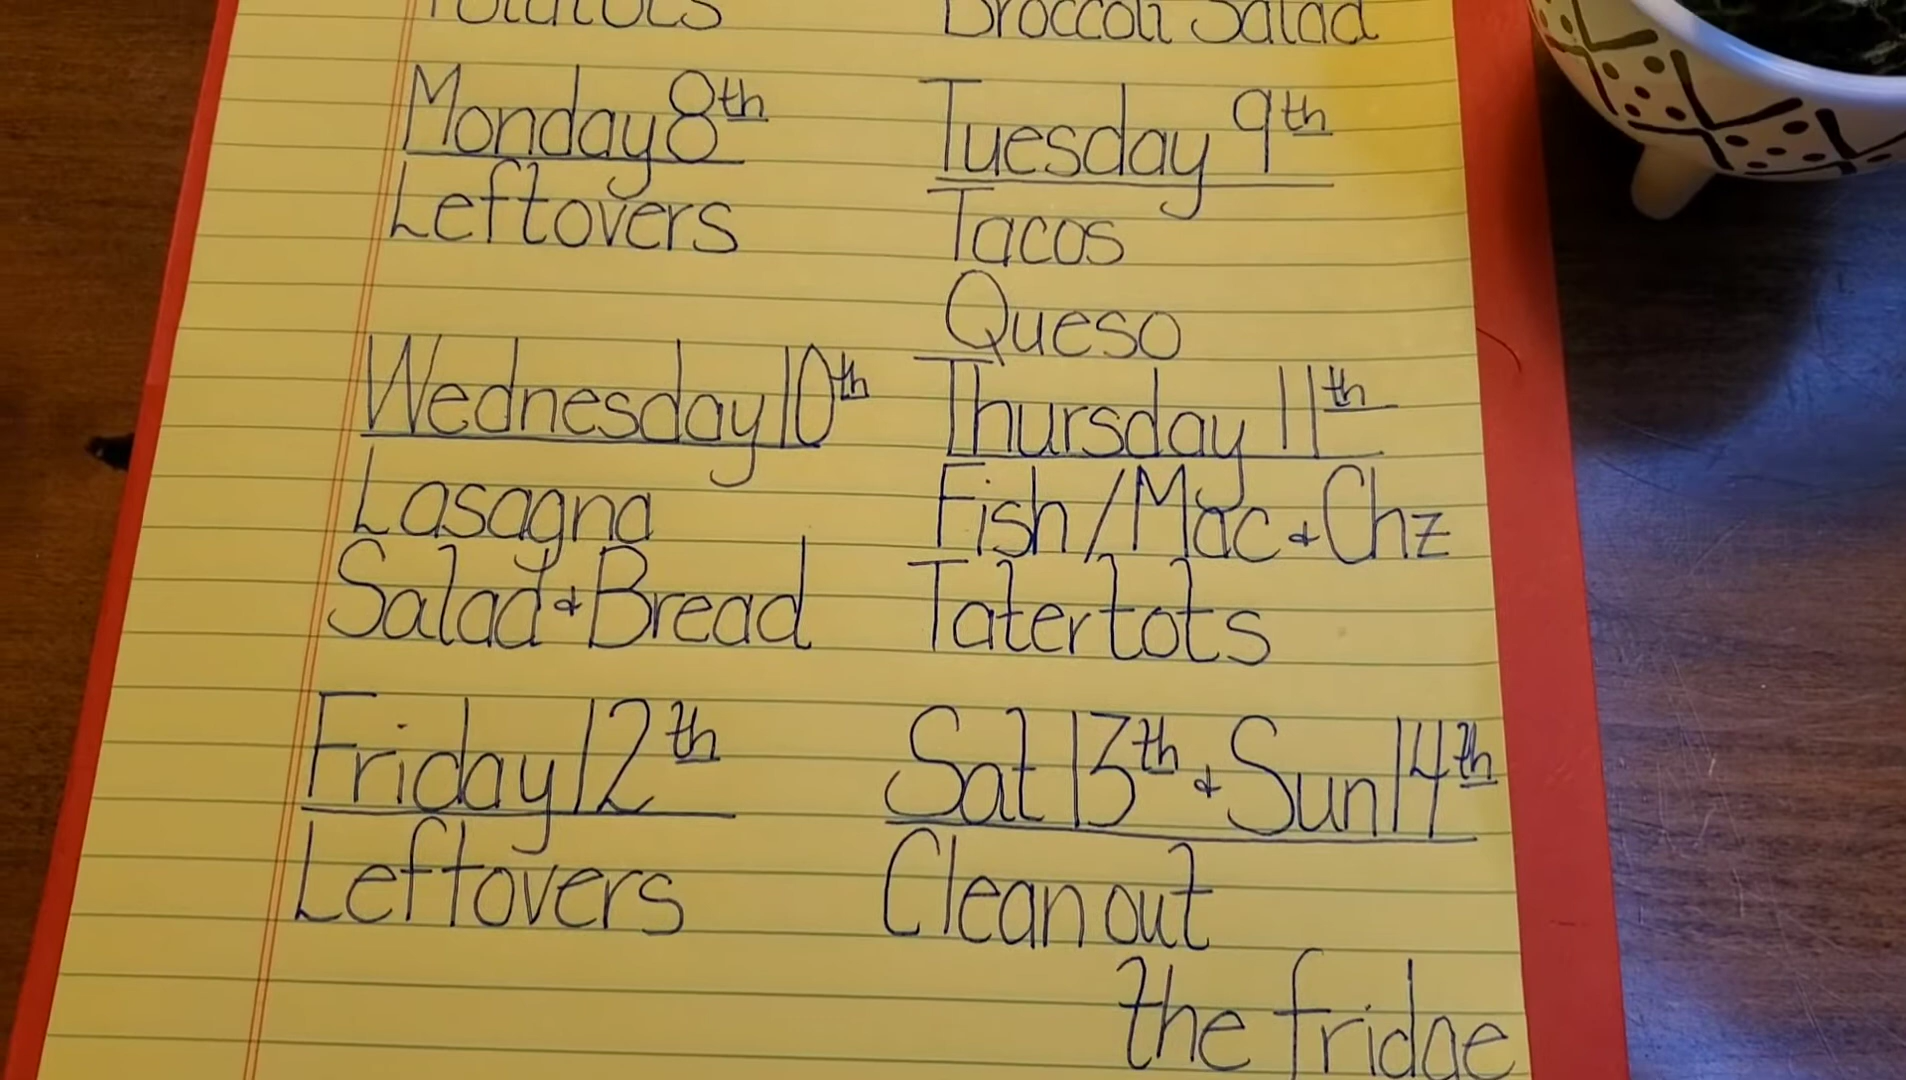 Potatoes
Broccoli Salad
Monday 8th
Leftovers
Tuesday 9th
Tacos
Queso
Wednesday 10th
Lasagna
Salad + Bread
Thursday 11th
Fish/Mac + Chz
Tatertots
Friday 12th
Leftovers
Sat 13th + Sun 14th
Clean out
the fridge